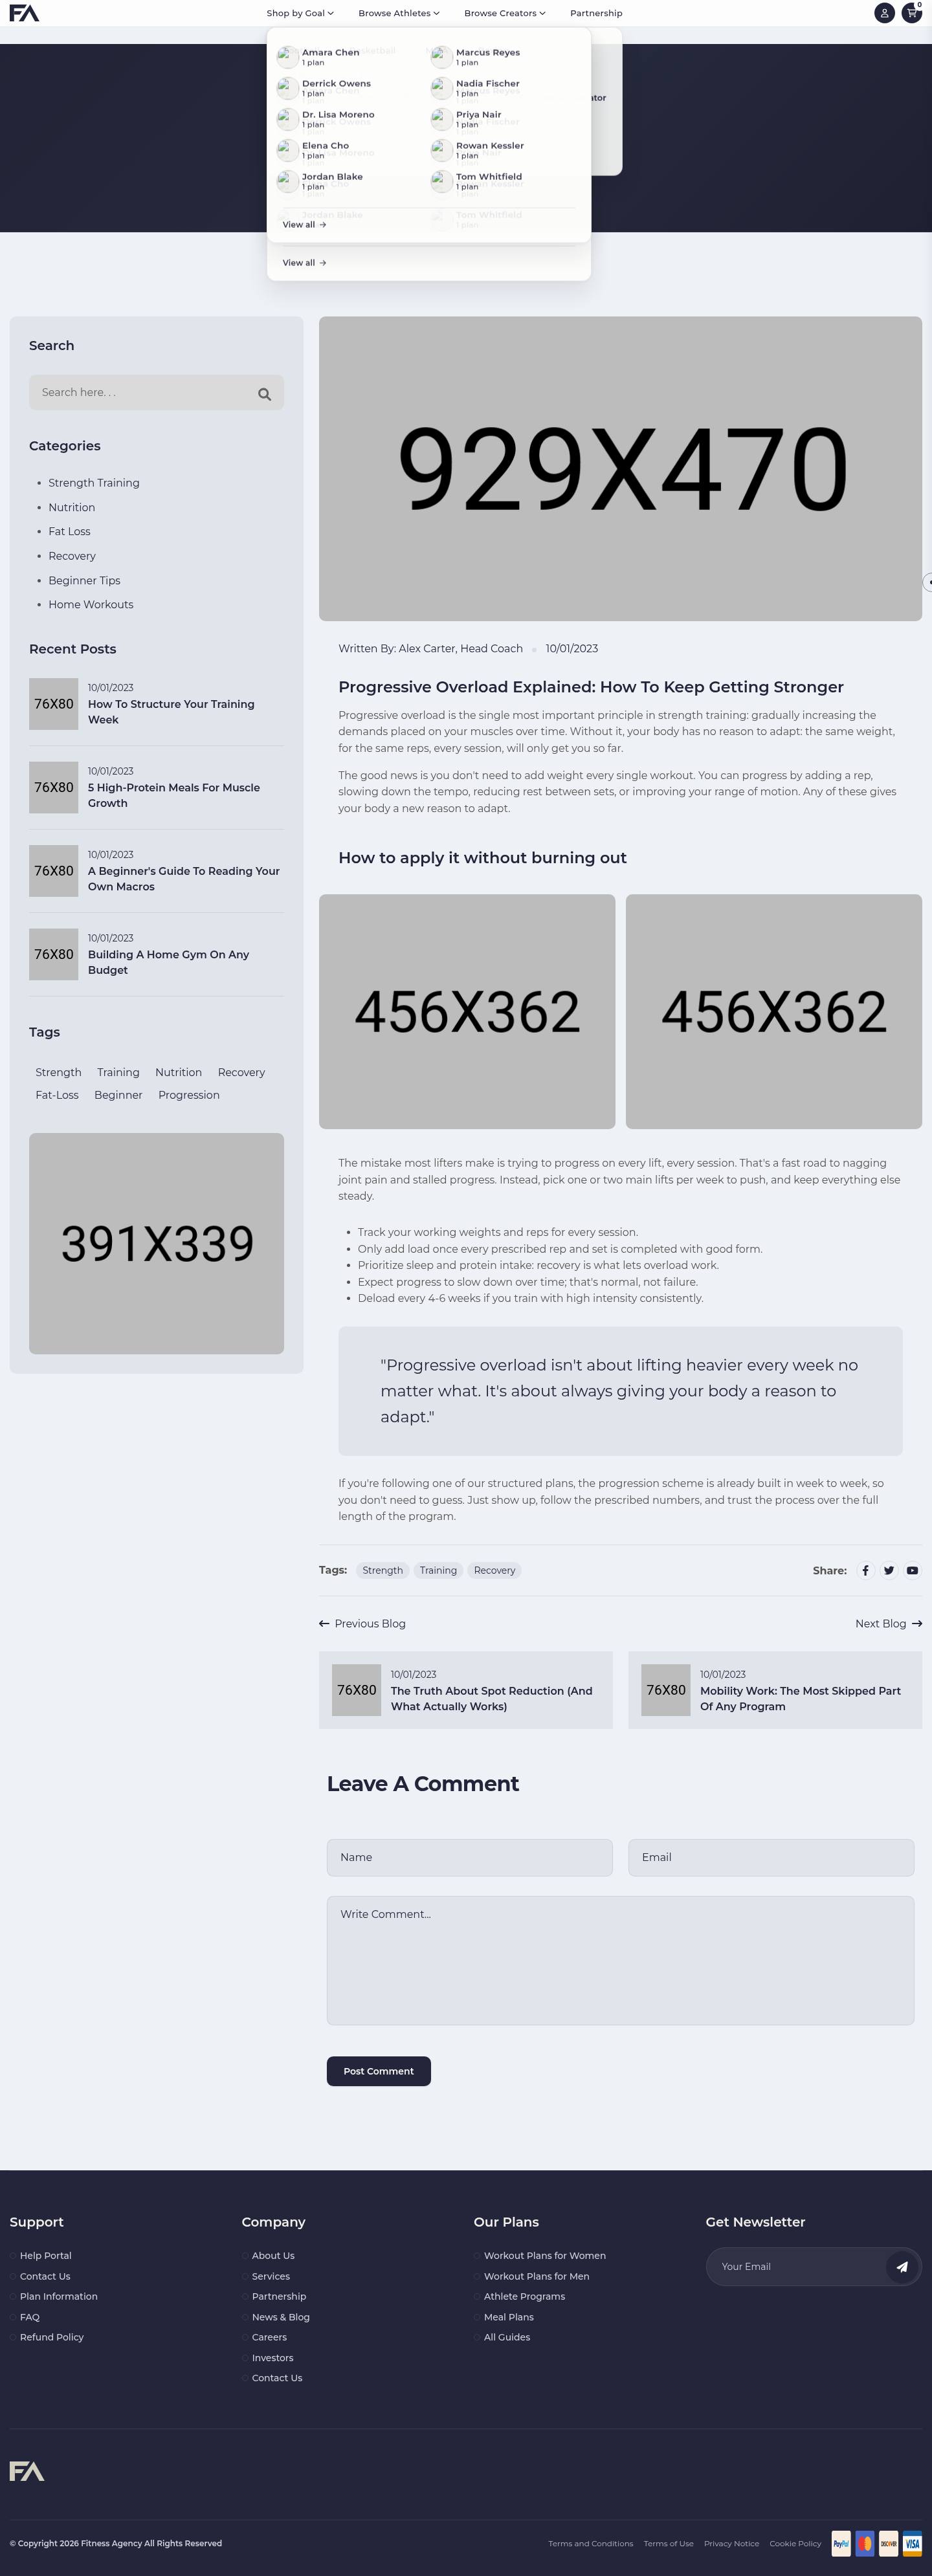 FA
Shop by Goal
Browse Athletes
Browse Creators
Partnership
0
Amara Chen
1 plan
Marcus Reyes
1 plan
Derrick Owens
1 plan
Nadia Fischer
1 plan
Dr. Lisa Moreno
1 plan
Priya Nair
1 plan
Elena Cho
1 plan
Rowan Kessler
1 plan
Jordan Blake
1 plan
Tom Whitfield
1 plan
Jordan Blake
Tom Whitfield
1 plan
View all →
View all →
Search
Search here. . .
Categories
Strength Training
Nutrition
Fat Loss
Recovery
Beginner Tips
Home Workouts
Recent Posts
76X80
10/01/2023
How To Structure Your Training
Week
76X80
10/01/2023
5 High-Protein Meals For Muscle
Growth
76X80
10/01/2023
A Beginner's Guide To Reading Your
Own Macros
76X80
10/01/2023
Building A Home Gym On Any
Budget
Tags
Strength Training Nutrition Recovery
Fat-Loss Beginner Progression
391X339
929X470
Written By: Alex Carter, Head Coach
10/01/2023
Progressive Overload Explained: How To Keep Getting Stronger
Progressive overload is the single most important principle in strength training: gradually increasing the
demands placed on your muscles over time. Without it, your body has no reason to adapt: the same weight,
for the same reps, every session, will only get you so far.
The good news is you don't need to add weight every single workout. You can progress by adding a rep,
slowing down the tempo, reducing rest between sets, or improving your range of motion. Any of these gives
your body a new reason to adapt.
How to apply it without burning out
456X362
456X362
The mistake most lifters make is trying to progress on every lift, every session. That's a fast road to nagging
joint pain and stalled progress. Instead, pick one or two main lifts per week to push, and keep everything else
steady.
Track your working weights and reps for every session.
Only add load once every prescribed rep and set is completed with good form.
Prioritize sleep and protein intake: recovery is what lets overload work.
Expect progress to slow down over time; that's normal, not failure.
Deload every 4-6 weeks if you train with high intensity consistently.
"Progressive overload isn't about lifting heavier every week no
matter what. It's about always giving your body a reason to
adapt."
If you're following one of our structured plans, the progression scheme is already built in week to week, so
you don't need to guess. Just show up, follow the prescribed numbers, and trust the process over the full
length of the program.
Tags: Strength Training Recovery
Share:
← Previous Blog
Next Blog →
76X80
10/01/2023
The Truth About Spot Reduction (And
What Actually Works)
76X80
10/01/2023
Mobility Work: The Most Skipped Part
Of Any Program
Leave A Comment
Name
Email
Write Comment...
Post Comment
Support
Help Portal
Contact Us
Plan Information
FAQ
Refund Policy
Company
About Us
Services
Partnership
News & Blog
Careers
Investors
Contact Us
Our Plans
Workout Plans for Women
Workout Plans for Men
Athlete Programs
Meal Plans
All Guides
Get Newsletter
Your Email
FA
© Copyright 2026 Fitness Agency All Rights Reserved
Terms and Conditions
Terms of Use
Privacy Notice
Cookie Policy
PayPal
DISCOVER
VISA